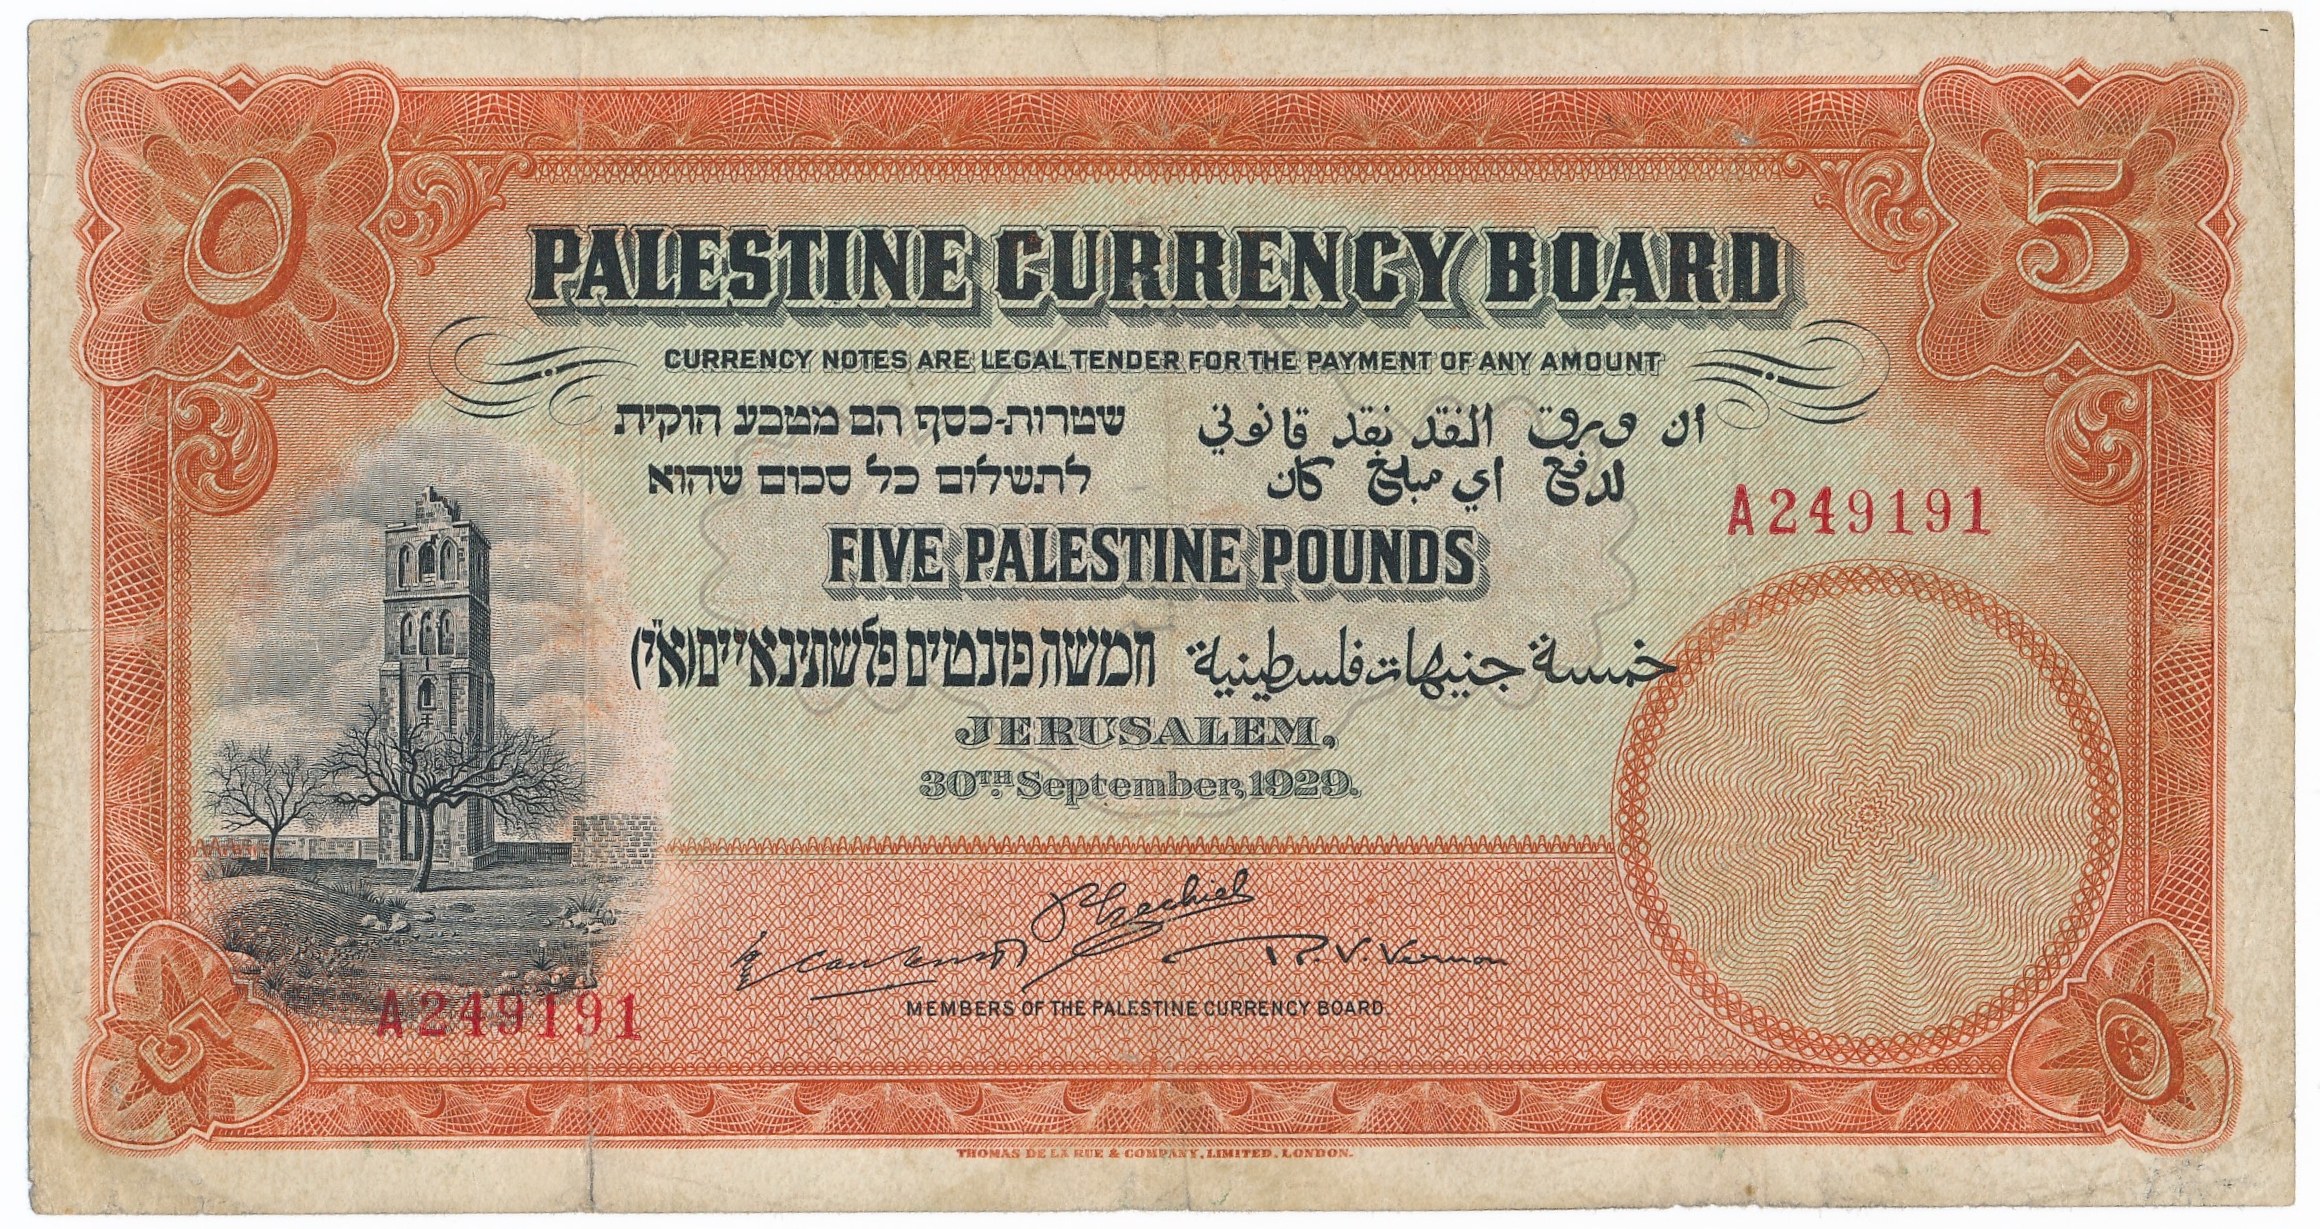 ٥ 5
PALESTINE CURRENCY BOARD
CURRENCY NOTES ARE LEGAL TENDER FOR THE PAYMENT OF ANY AMOUNT
שטרות-כסף הם מטבע חוקית
ان ورق النقد نقد قانوني
לתשלום כל סכום שהוא
لدفع اي مبلغ كان
A249191
FIVE PALESTINE POUNDS
חמשה פונטים פלשתינאיים (א״י)
خمسة جنيهات فلسطينية
JERUSALEM,
30TH September, 1929.
Ezechiel
R. V. Vernon
A249191
MEMBERS OF THE PALESTINE CURRENCY BOARD.
5 ٥
THOMAS DE LA RUE & COMPANY, LIMITED, LONDON.